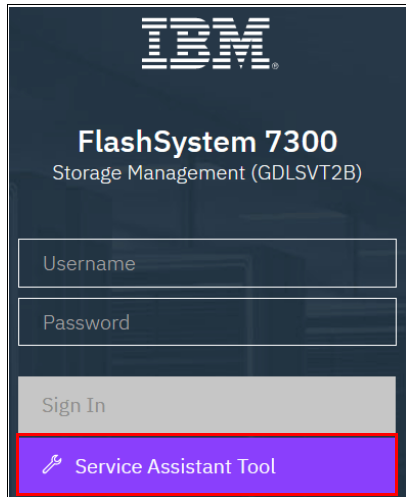 IBM®
FlashSystem 7300
Storage Management (GDLSVT2B)
Username
Password
Sign In
Service Assistant Tool